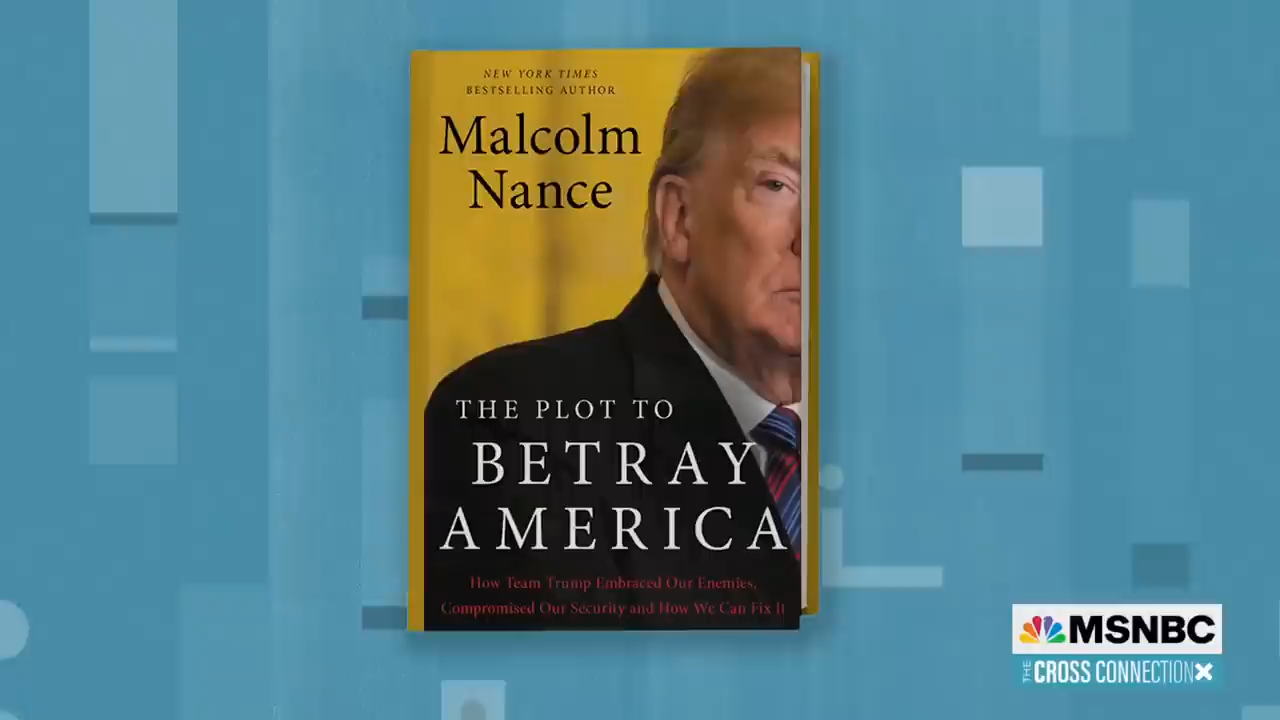 NEW YORK TIMES
BESTSELLING AUTHOR
Malcolm
Nance
THE PLOT TO
BETRAY
AMERICA
How Team Trump Embraced Our Enemies,
Compromised Our Security and How We Can Fix It
MSNBC
THE CROSS CONNECTION